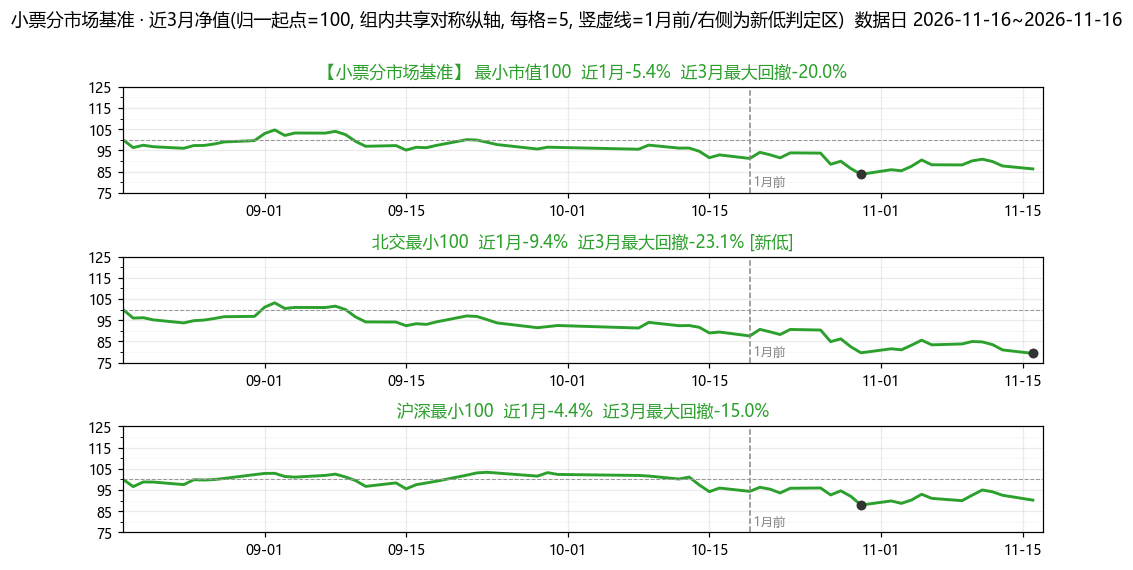 小票分市场基准 · 近3月净值(归一起点=100, 组内共享对称纵轴, 每格=5, 竖虚线=1月前/右侧为新低判定区)  数据日 2026-11-16~2026-11-16
【小票分市场基准】 最小市值100  近1月-5.4%  近3月最大回撤-20.0%
125
115
105
95
85
75
1月前
09-01 09-15 10-01 10-15 11-01 11-15
北交最小100  近1月-9.4%  近3月最大回撤-23.1% [新低]
125
115
105
95
85
75
1月前
09-01 09-15 10-01 10-15 11-01 11-15
沪深最小100  近1月-4.4%  近3月最大回撤-15.0%
125
115
105
95
85
75
1月前
09-01 09-15 10-01 10-15 11-01 11-15